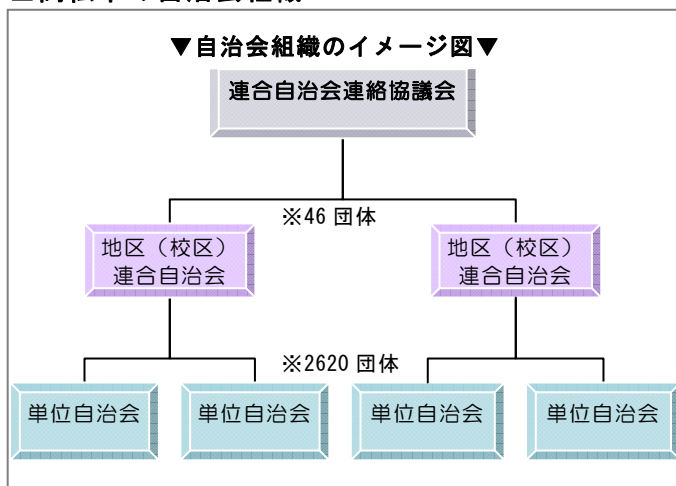 ▼自治会組織のイメージ図▼
連合自治会連絡協議会
※46 団体
地区（校区）
連合自治会
地区（校区）
連合自治会
※2620 団体
単位自治会
単位自治会
単位自治会
単位自治会